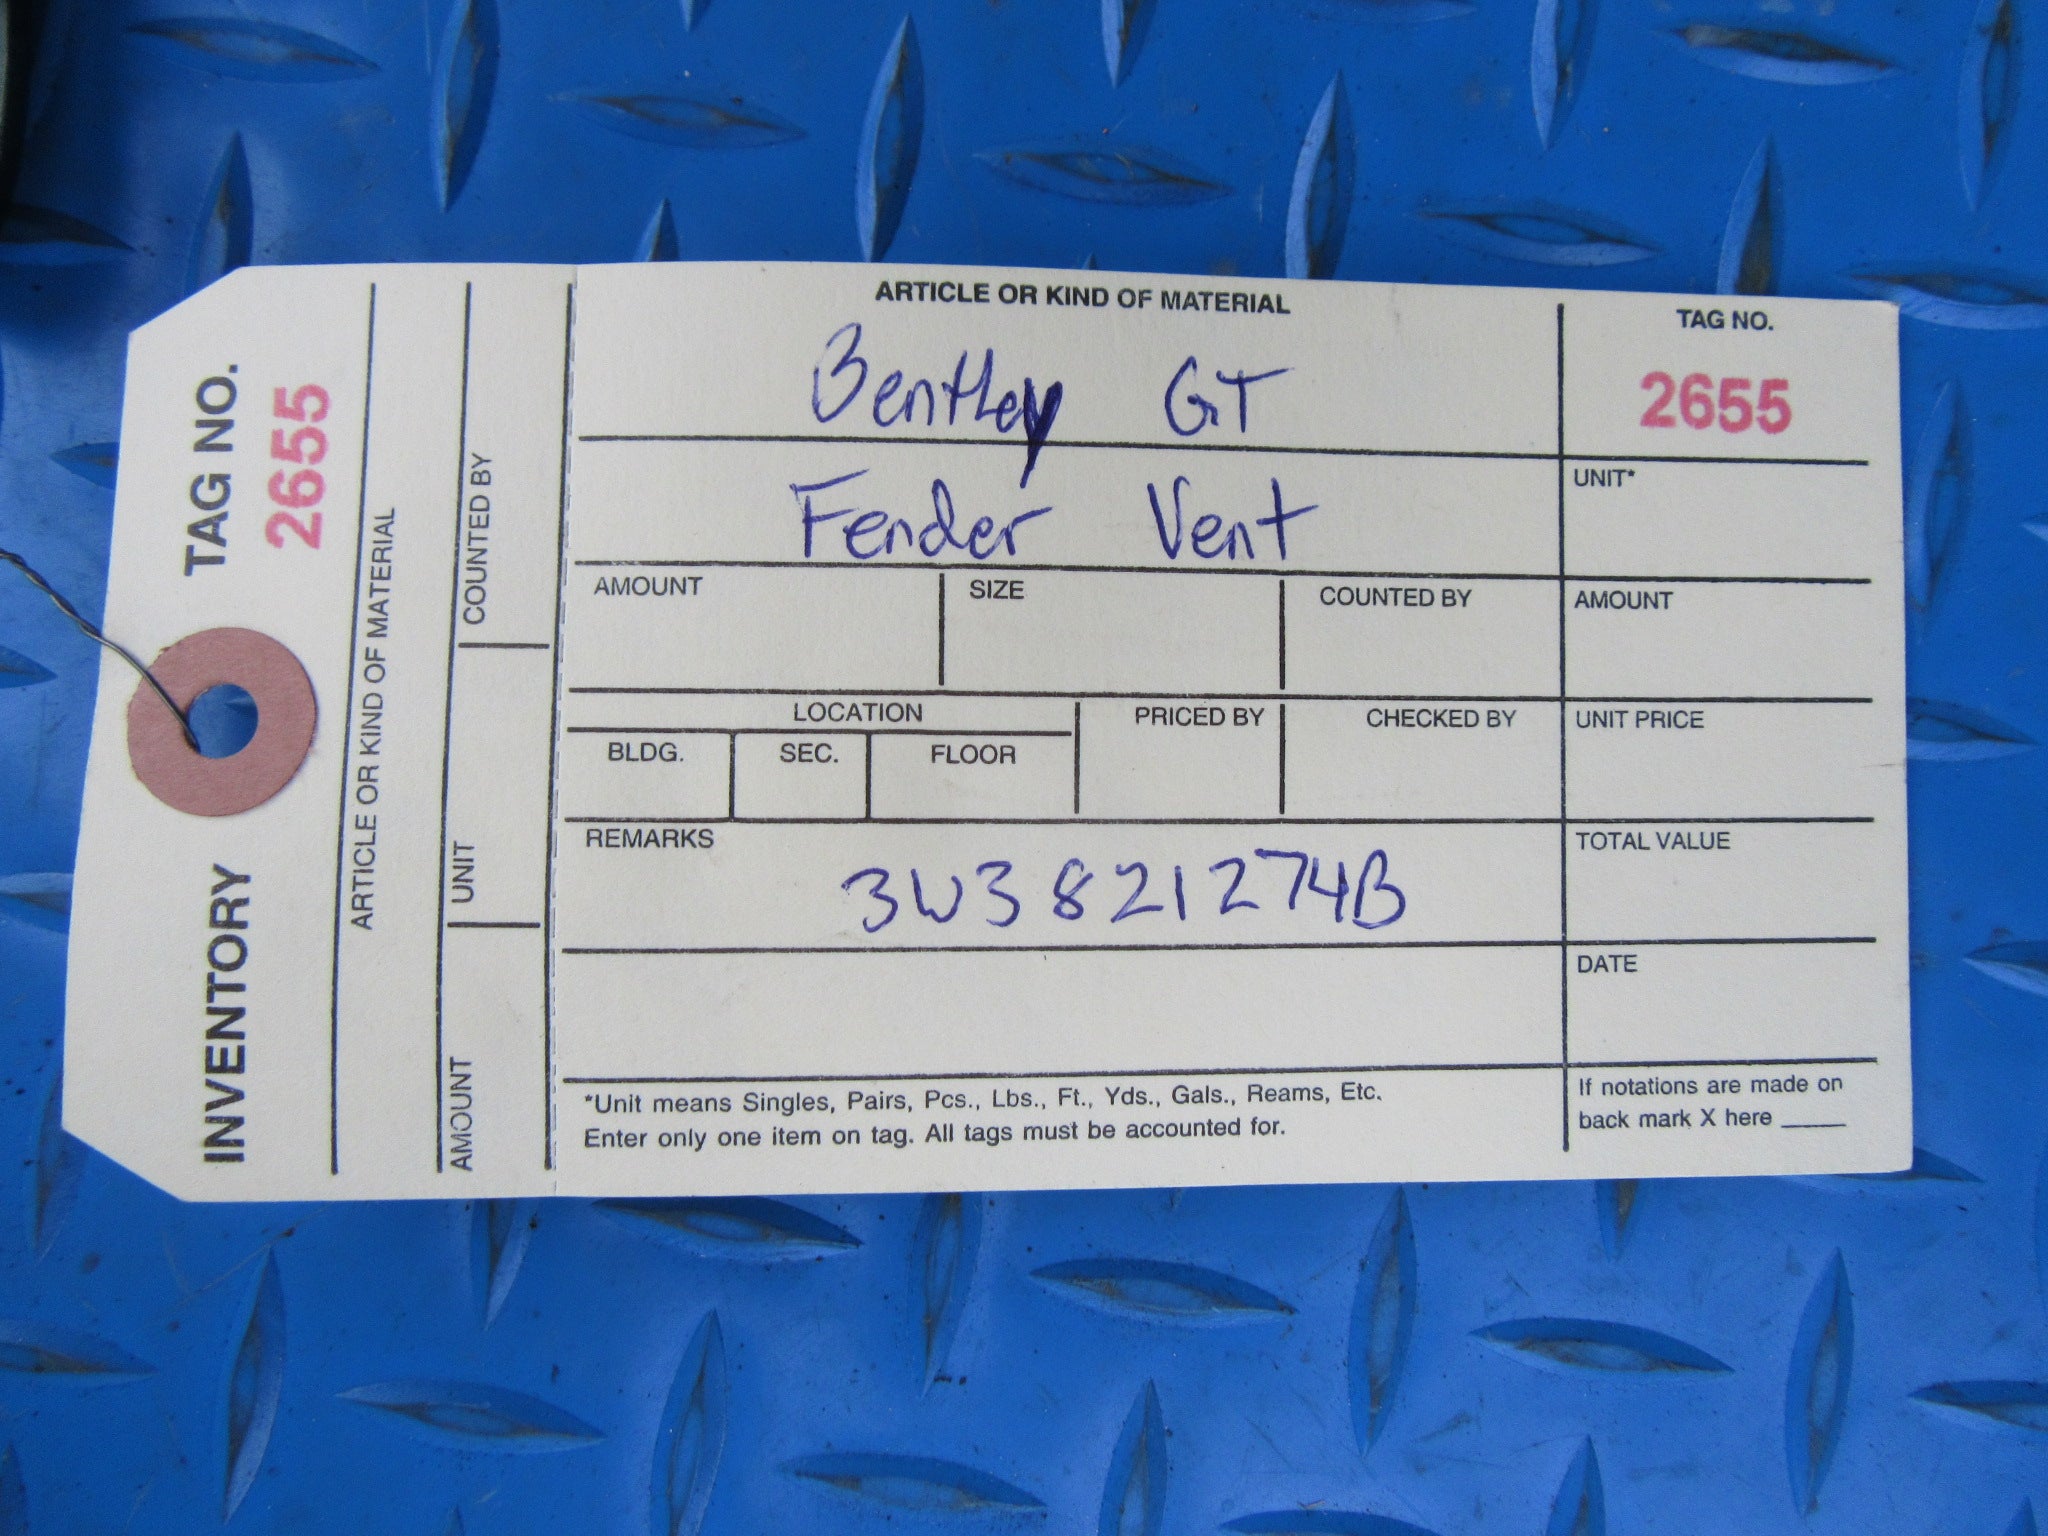 INVENTORY TAG NO.
2655
ARTICLE OR KIND OF MATERIAL
AMOUNT UNIT COUNTED BY
ARTICLE OR KIND OF MATERIAL
Bentley GT
Fender Vent
TAG NO.
2655
UNIT*
AMOUNT SIZE COUNTED BY AMOUNT
LOCATION PRICED BY CHECKED BY UNIT PRICE
BLDG. SEC. FLOOR
REMARKS TOTAL VALUE
3W3821274B
DATE
*Unit means Singles, Pairs, Pcs., Lbs., Ft., Yds., Gals., Reams, Etc.
Enter only one item on tag. All tags must be accounted for.
If notations are made on
back mark X here _____